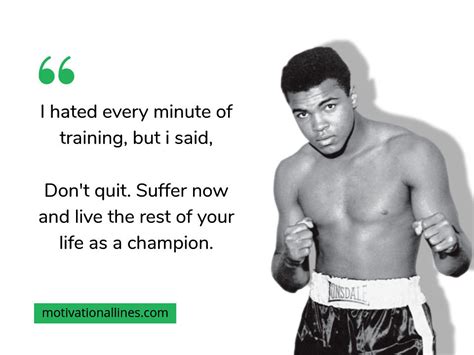 I hated every minute of
training, but i said,
Don't quit. Suffer now
and live the rest of your
life as a champion.
motivationallines.com
LONSDALE